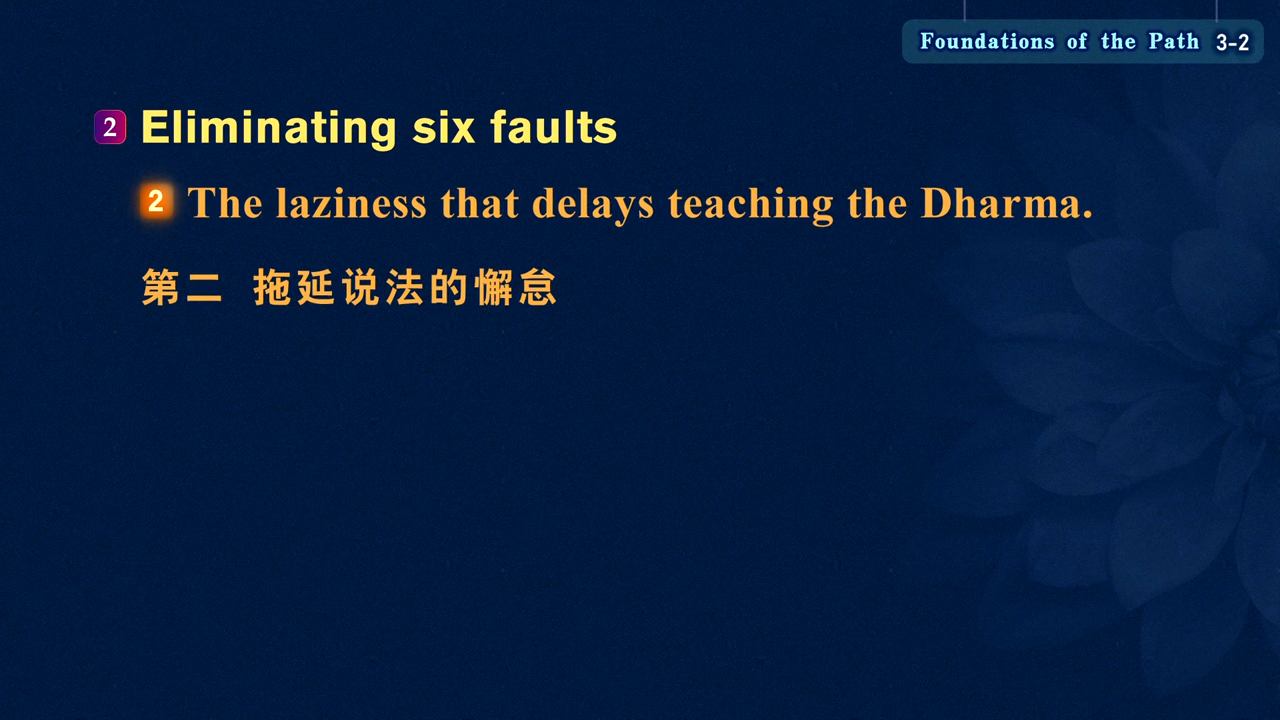 Foundations of the Path 3-2
2 Eliminating six faults
2 The laziness that delays teaching the Dharma.
第二 拖延说法的懈怠